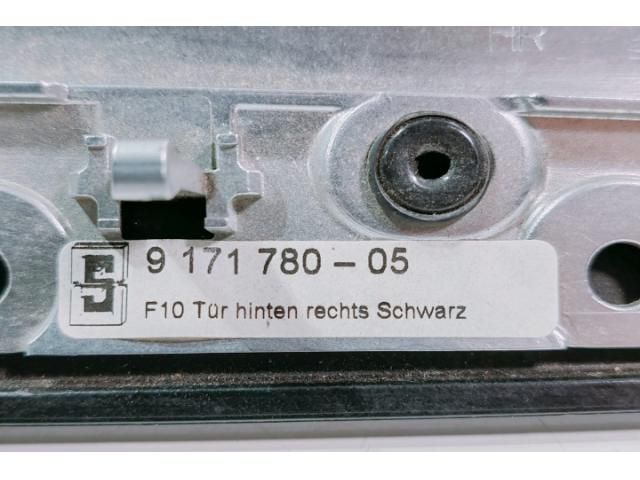 S 9 171 780 - 05
F10 Tür hinten rechts Schwarz